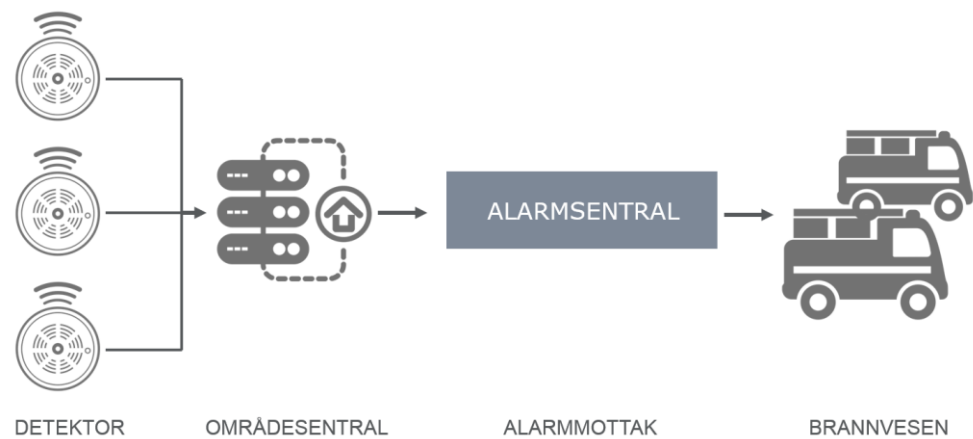 ALARMSENTRAL
DETEKTOR
OMRÅDESENTRAL
ALARMMOTTAK
BRANNVESEN